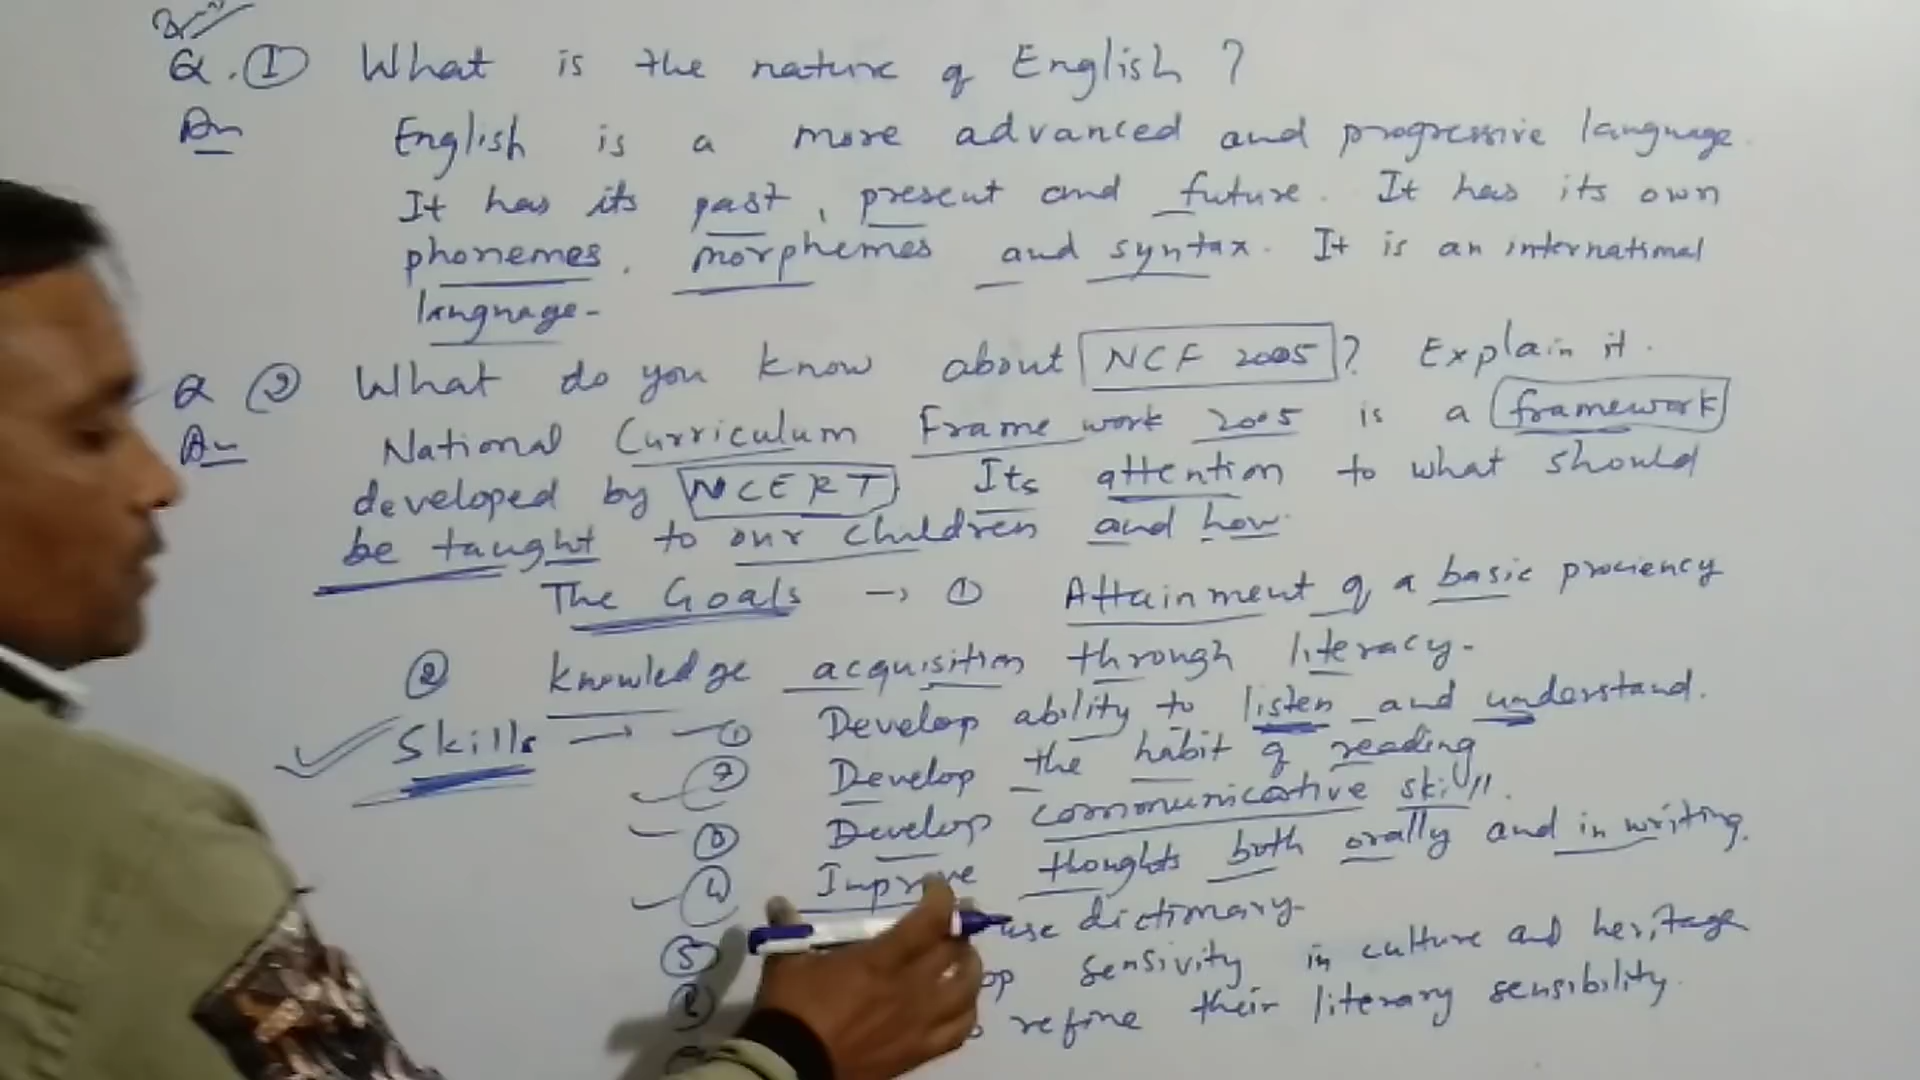 Q. ① What is the nature of English ?
An English is a more advanced and progressive language.
It has its past, present and future. It has its own
phonemes, morphemes and syntax. It is an international
language-
Q ② What do you know about NCF 2005? Explain it.
An National Curriculum Frame work 2005 is a framework
developed by NCERT Its attention to what should
be taught to our children and how.
The Goals → ① Attainment of a basic prociency
② knowledge acquisition through literacy-
Skills → ① Develop ability to listen and understand.
② Develop the habit of reading
③ Develop communicative skill.
④ Improve thoughts both orally and in writing.
⑤ use dictionary-
sensivity in culture and heritage
refine their literary sensibility.